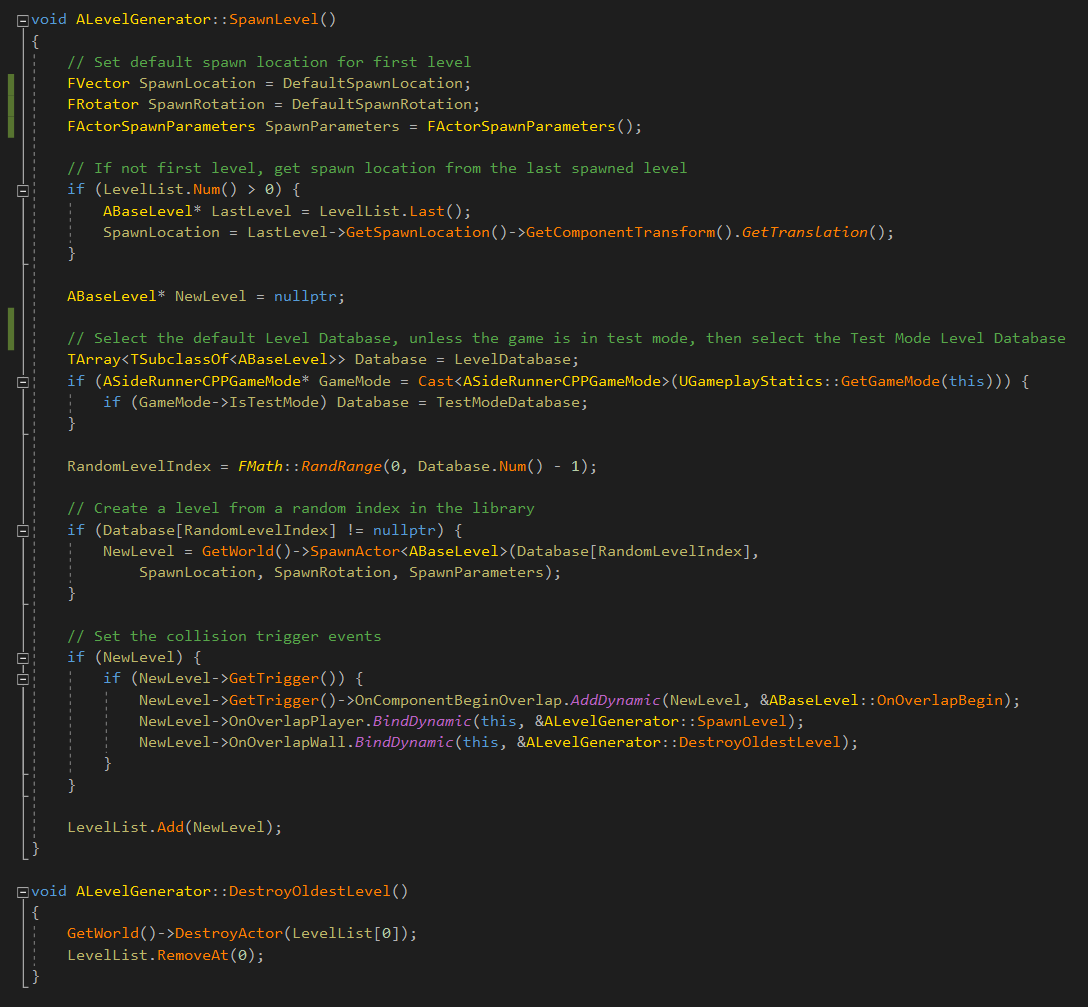 void ALevelGenerator::SpawnLevel()
{
    // Set default spawn location for first level
    FVector SpawnLocation = DefaultSpawnLocation;
    FRotator SpawnRotation = DefaultSpawnRotation;
    FActorSpawnParameters SpawnParameters = FActorSpawnParameters();

    // If not first level, get spawn location from the last spawned level
    if (LevelList.Num() > 0) {
        ABaseLevel* LastLevel = LevelList.Last();
        SpawnLocation = LastLevel->GetSpawnLocation()->GetComponentTransform().GetTranslation();
    }

    ABaseLevel* NewLevel = nullptr;

    // Select the default Level Database, unless the game is in test mode, then select the Test Mode Level Database
    TArray<TSubclassOf<ABaseLevel>> Database = LevelDatabase;
    if (ASideRunnerCPPGameMode* GameMode = Cast<ASideRunnerCPPGameMode>(UGameplayStatics::GetGameMode(this))) {
        if (GameMode->IsTestMode) Database = TestModeDatabase;
    }

    RandomLevelIndex = FMath::RandRange(0, Database.Num() - 1);

    // Create a level from a random index in the library
    if (Database[RandomLevelIndex] != nullptr) {
        NewLevel = GetWorld()->SpawnActor<ABaseLevel>(Database[RandomLevelIndex],
            SpawnLocation, SpawnRotation, SpawnParameters);
    }

    // Set the collision trigger events
    if (NewLevel) {
        if (NewLevel->GetTrigger()) {
            NewLevel->GetTrigger()->OnComponentBeginOverlap.AddDynamic(NewLevel, &ABaseLevel::OnOverlapBegin);
            NewLevel->OnOverlapPlayer.BindDynamic(this, &ALevelGenerator::SpawnLevel);
            NewLevel->OnOverlapWall.BindDynamic(this, &ALevelGenerator::DestroyOldestLevel);
        }
    }

    LevelList.Add(NewLevel);
}

void ALevelGenerator::DestroyOldestLevel()
{
    GetWorld()->DestroyActor(LevelList[0]);
    LevelList.RemoveAt(0);
}